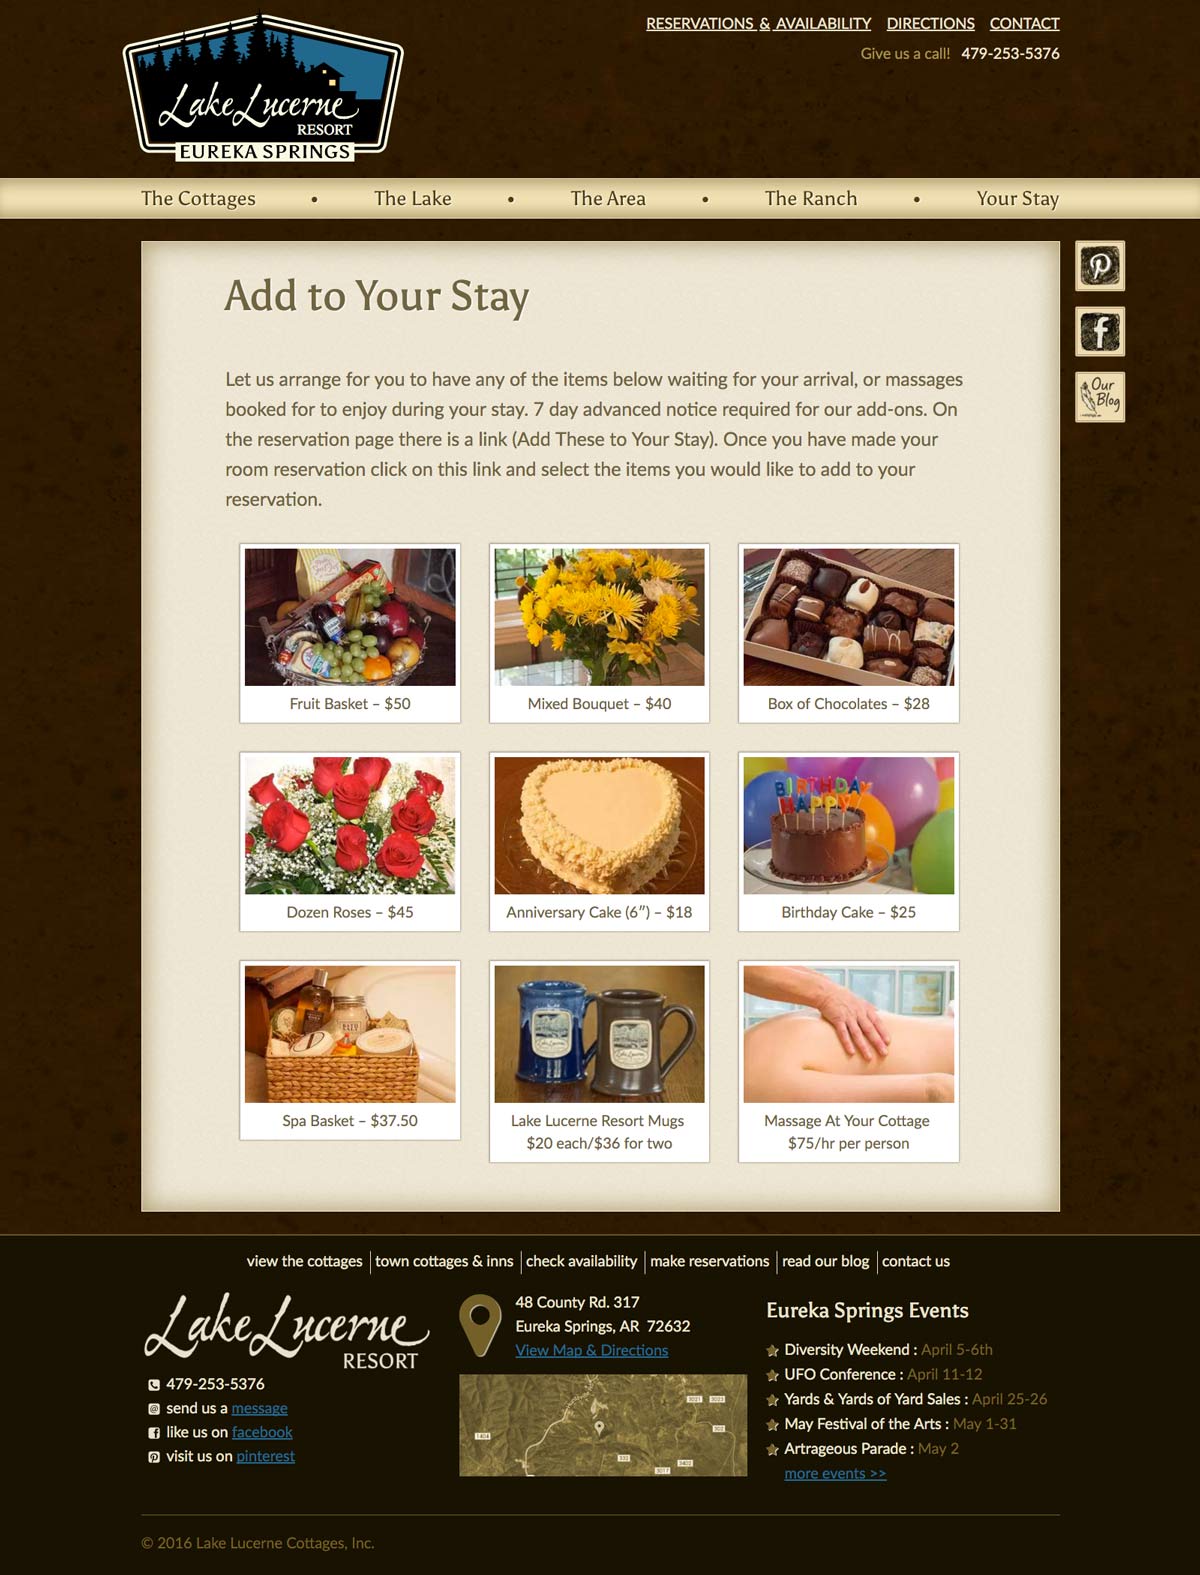 RESERVATIONS & AVAILABILITY DIRECTIONS CONTACT
Give us a call! 479-253-5376
Lake Lucerne
RESORT
EUREKA SPRINGS
The Cottages • The Lake • The Area • The Ranch • Your Stay
Add to Your Stay
Our
Blog
Let us arrange for you to have any of the items below waiting for your arrival, or massages
booked for to enjoy during your stay. 7 day advanced notice required for our add-ons. On
the reservation page there is a link (Add These to Your Stay). Once you have made your
room reservation click on this link and select the items you would like to add to your
reservation.
Fruit Basket – $50
Mixed Bouquet – $40
Box of Chocolates – $28
BIRTHDAY
HAPPY
Dozen Roses – $45
Anniversary Cake (6″) – $18
Birthday Cake – $25
Spa Basket – $37.50
Lake Lucerne Resort Mugs
$20 each/$36 for two
Massage At Your Cottage
$75/hr per person
view the cottages
town cottages & inns
check availability
make reservations
read our blog
contact us
Lake Lucerne
RESORT
479-253-5376
send us a message
like us on facebook
visit us on pinterest
48 County Rd. 317
Eureka Springs, AR 72632
View Map & Directions
Eureka Springs Events
Diversity Weekend : April 5-6th
UFO Conference : April 11-12
Yards & Yards of Yard Sales : April 25-26
May Festival of the Arts : May 1-31
Artrageous Parade : May 2
more events >>
© 2016 Lake Lucerne Cottages, Inc.